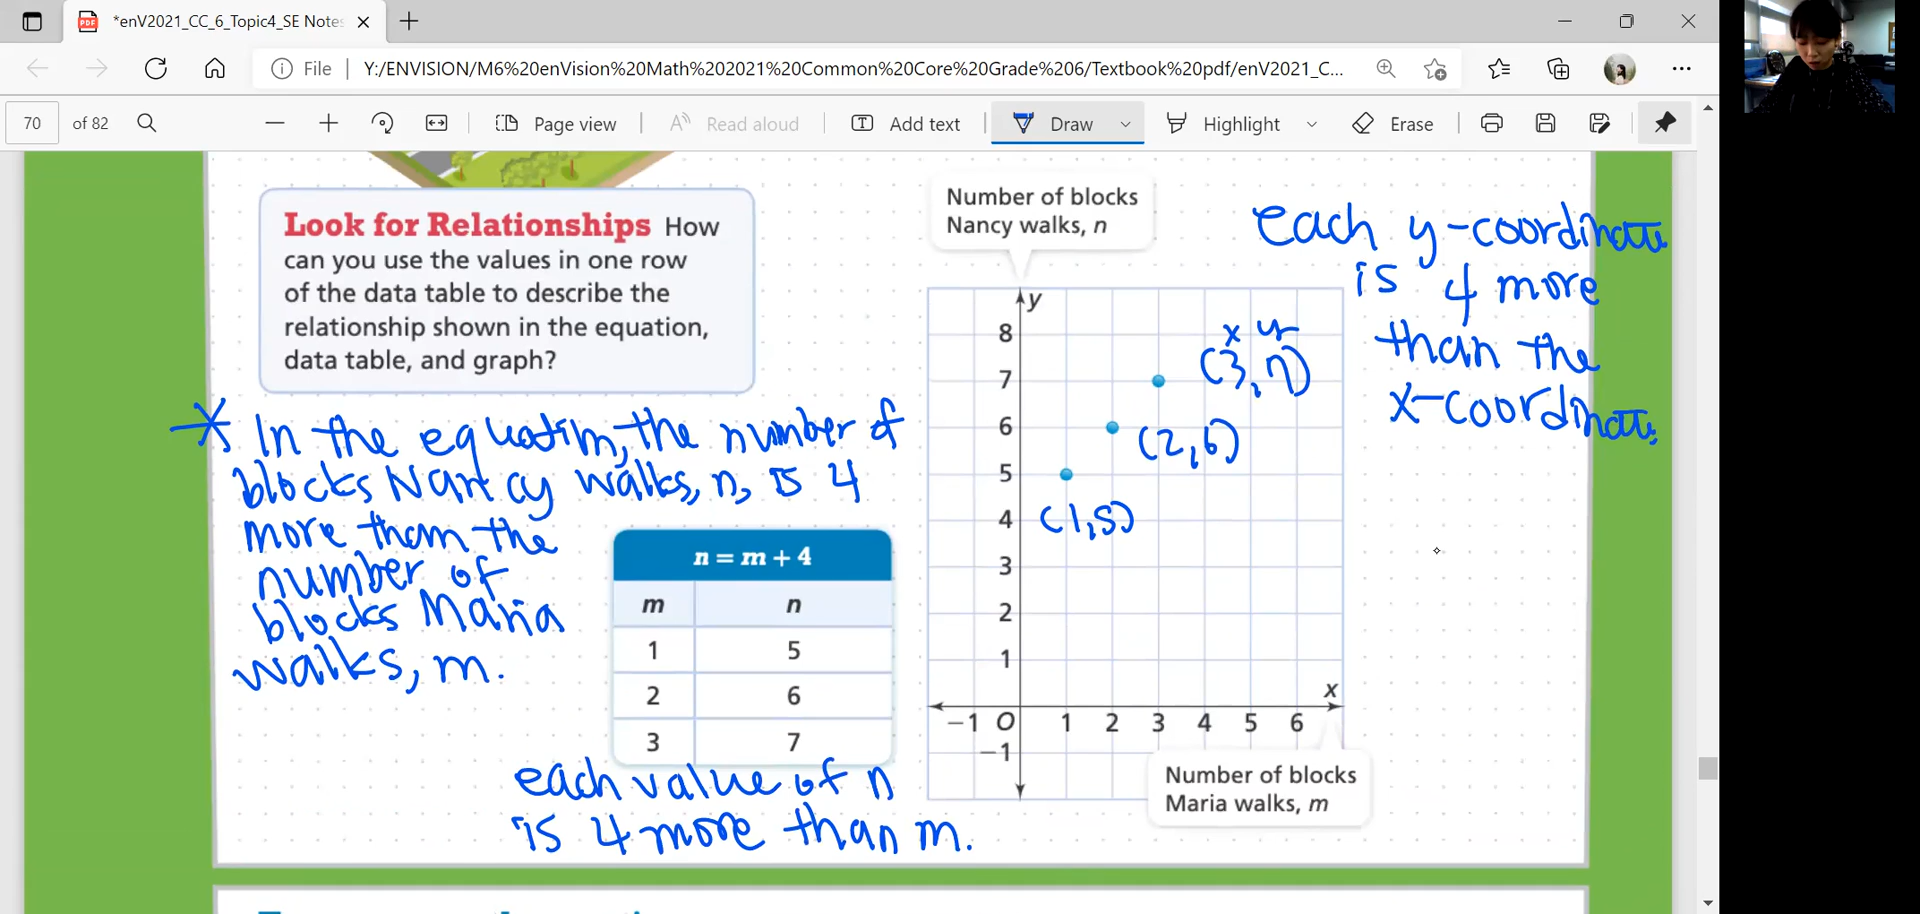 *enV2021_CC_6_Topic4_SE Notes
File
Y:/ENVISION/M6%20enVision%20Math%202021%20Common%20Core%20Grade%206/Textbook%20pdf/enV2021_C...
70 of 82
Page view
Read aloud
Add text
Draw
Highlight
Erase
Look for Relationships How
can you use the values in one row
of the data table to describe the
relationship shown in the equation,
data table, and graph?
* In the equation, the number of
blocks Nancy walks, n, is 4
more than the
number of
blocks Maria
walks, m.
n = m + 4
m n
1 5
2 6
3 7
each value of n
is 4 more than m.
Number of blocks
Nancy walks, n
y
8
7
6
5
4
3
2
1
−1 O 1 2 3 4 5 6
−1
x
x y
(3,7)
(2,6)
(1,5)
Number of blocks
Maria walks, m
each y-coordinate
is 4 more
than the
x-coordinate.